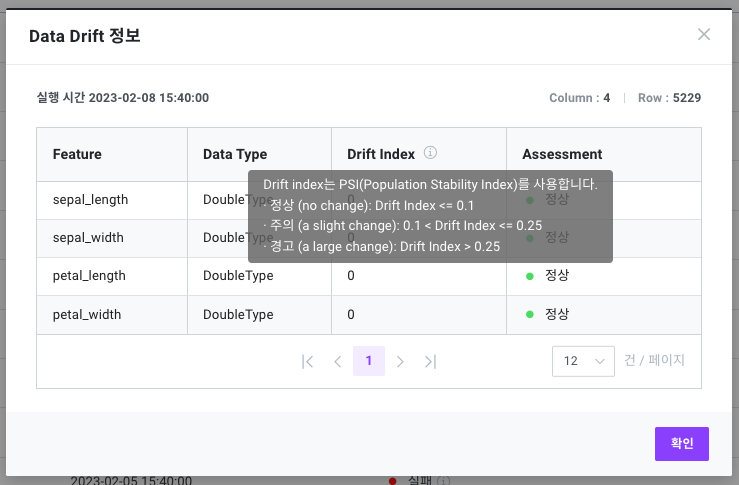 Data Drift 정보
실행 시간 2023-02-08 15:40:00
Column : 4 | Row : 5229
Feature Data Type Drift Index Assessment
Drift index는 PSI(Population Stability Index)를 사용합니다.
· 정상 (no change): Drift Index <= 0.1
· 주의 (a slight change): 0.1 < Drift Index <= 0.25
· 경고 (a large change): Drift Index > 0.25
sepal_length DoubleType 0 정상
sepal_width DoubleType 0 정상
petal_length DoubleType 0 정상
petal_width DoubleType 0 정상
1
12 건 / 페이지
확인
2023-02-05 15:40:00 실패